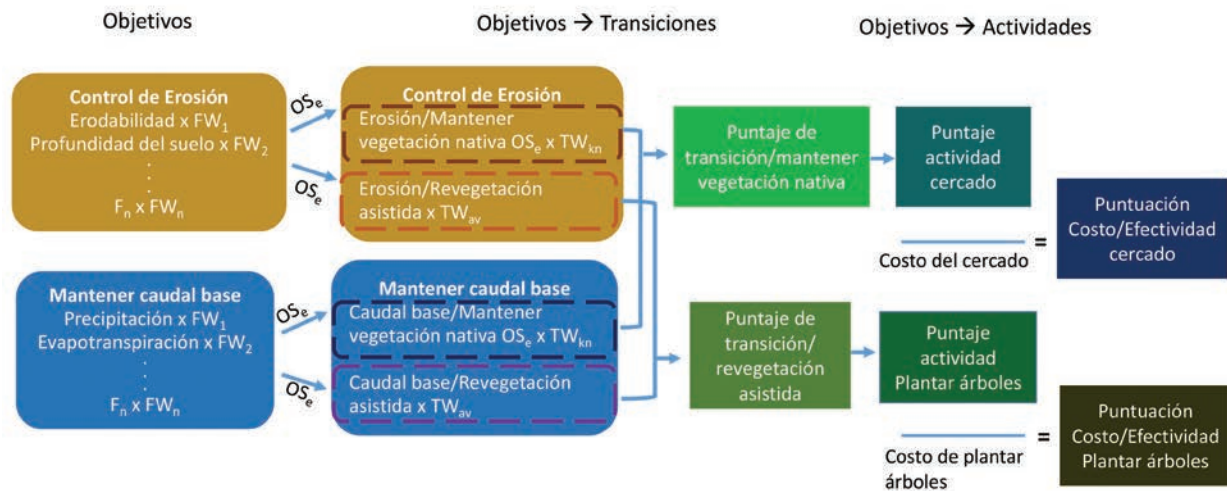 Objetivos
Objetivos → Transiciones
Objetivos → Actividades
Control de Erosión
Erodabilidad x FW₁
Profundidad del suelo x FW₂
.
.
.
Fₙ x FWₙ
OSₑ
OSₑ
Control de Erosión
Erosión/Mantener
vegetación nativa OSₑ x TWₖₙ
Erosión/Revegetación
asistida x TWₐᵥ
Mantener caudal base
Precipitación x FW₁
Evapotranspiración x FW₂
.
.
.
Fₙ x FWₙ
OSₑ
OSₑ
Mantener caudal base
Caudal base/Mantener
vegetación nativa OSₑ x TWₖₙ
Caudal base/Revegetación
asistida x TWₐᵥ
Puntaje de
transición/mantener
vegetación nativa
Puntaje
actividad
cercado
Costo del cercado
=
Puntuación
Costo/Efectividad
cercado
Puntaje de
transición/
revegetación
asistida
Puntaje
actividad
Plantar árboles
Costo de plantar
árboles
=
Puntuación
Costo/Efectividad
Plantar árboles